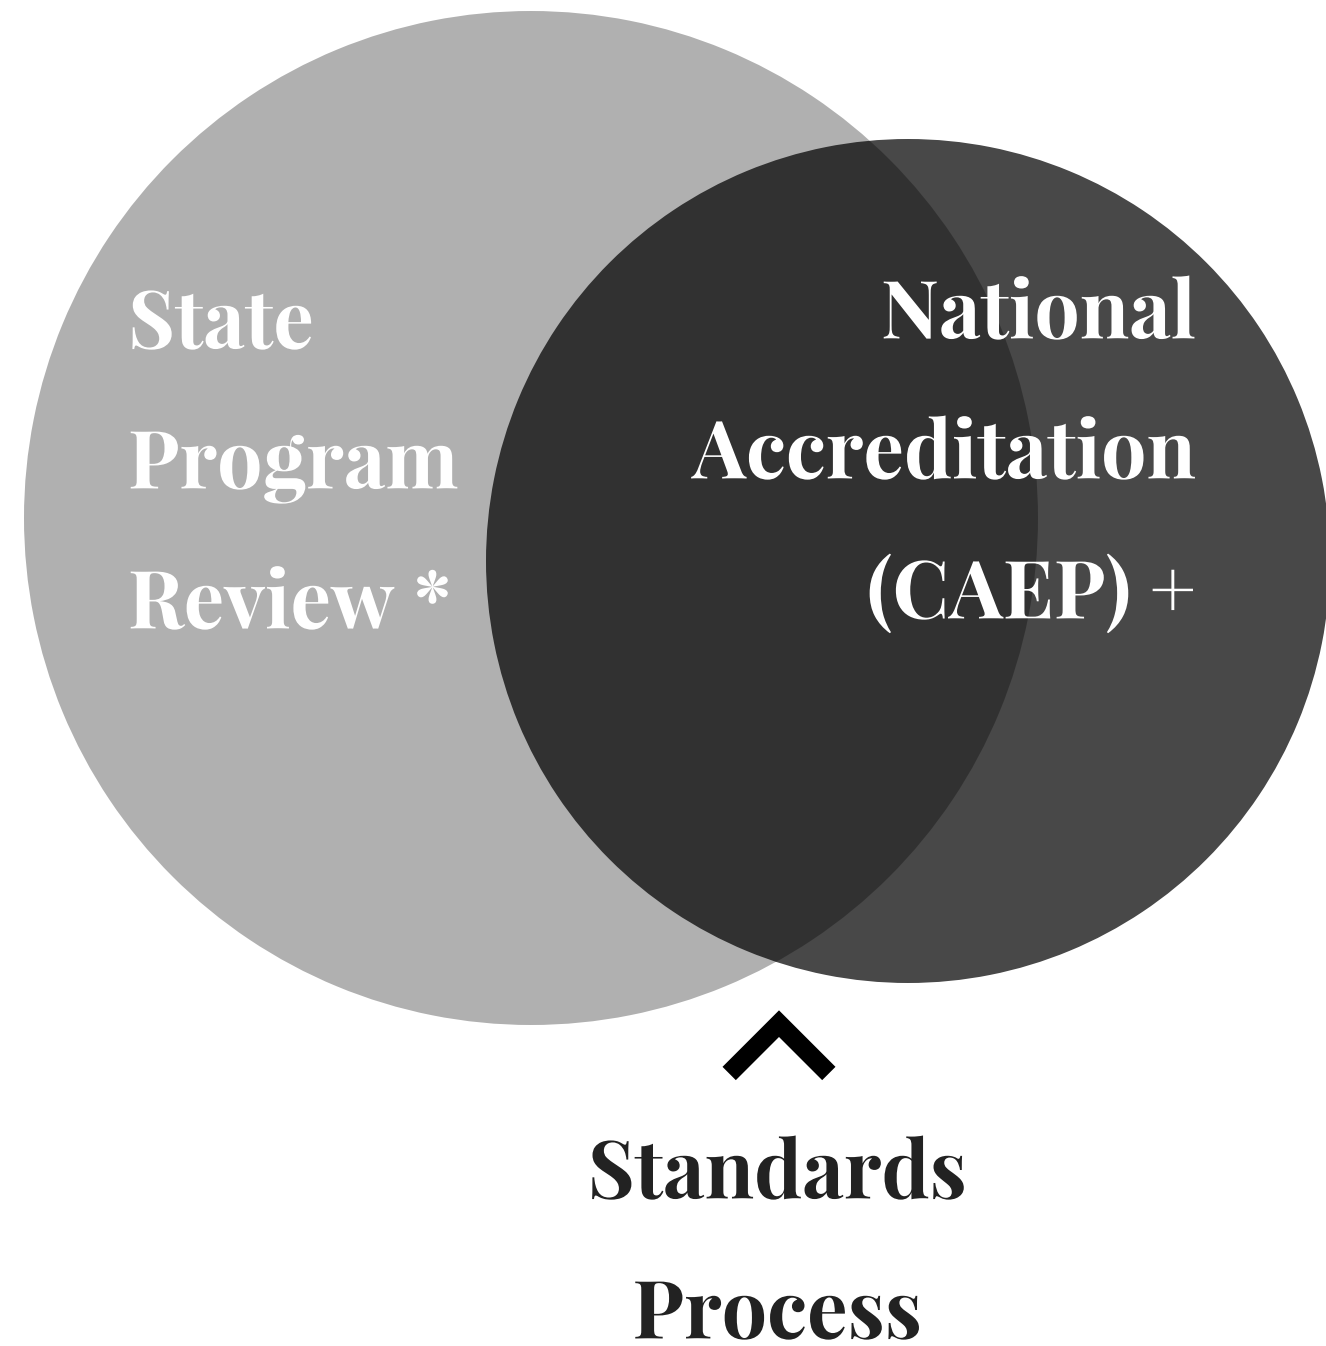 State
Program
Review *
National
Accreditation
(CAEP) +
Standards
Process